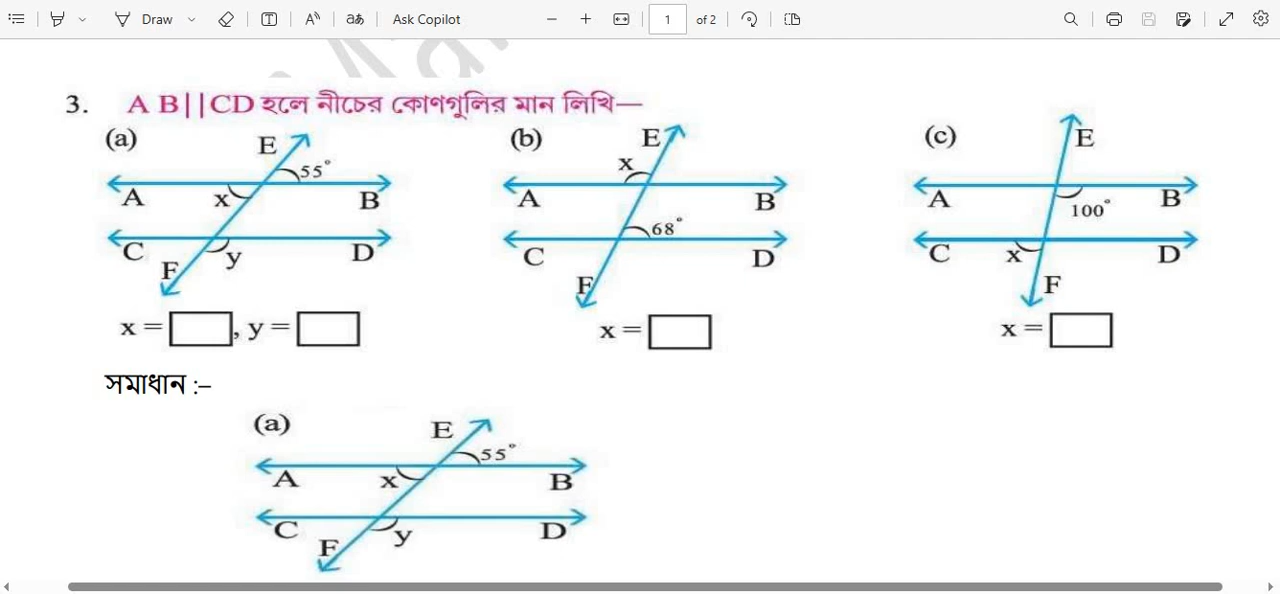 Draw Ask Copilot 1 of 2
3. A B||CD হলে নীচের কোণগুলির মান লিখি—
(a) E 55° A x B C y D F
x = , y =
(b) E x A B 68° C D F
x =
(c) E A B 100° C x D F
x =
সমাধান :–
(a) E 55° A x B C y D F